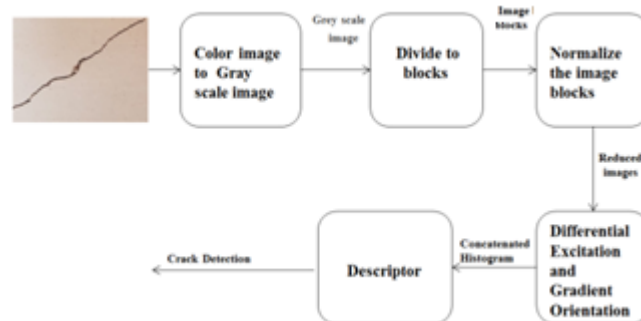 Color image
to Gray
scale image
Grey scale
image
Divide to
blocks
Image
blocks
Normalize
the image
blocks
Reduced
images
Differential
Excitation
and
Gradient
Orientation
Concatenated
Histogram
Descriptor
Crack Detection